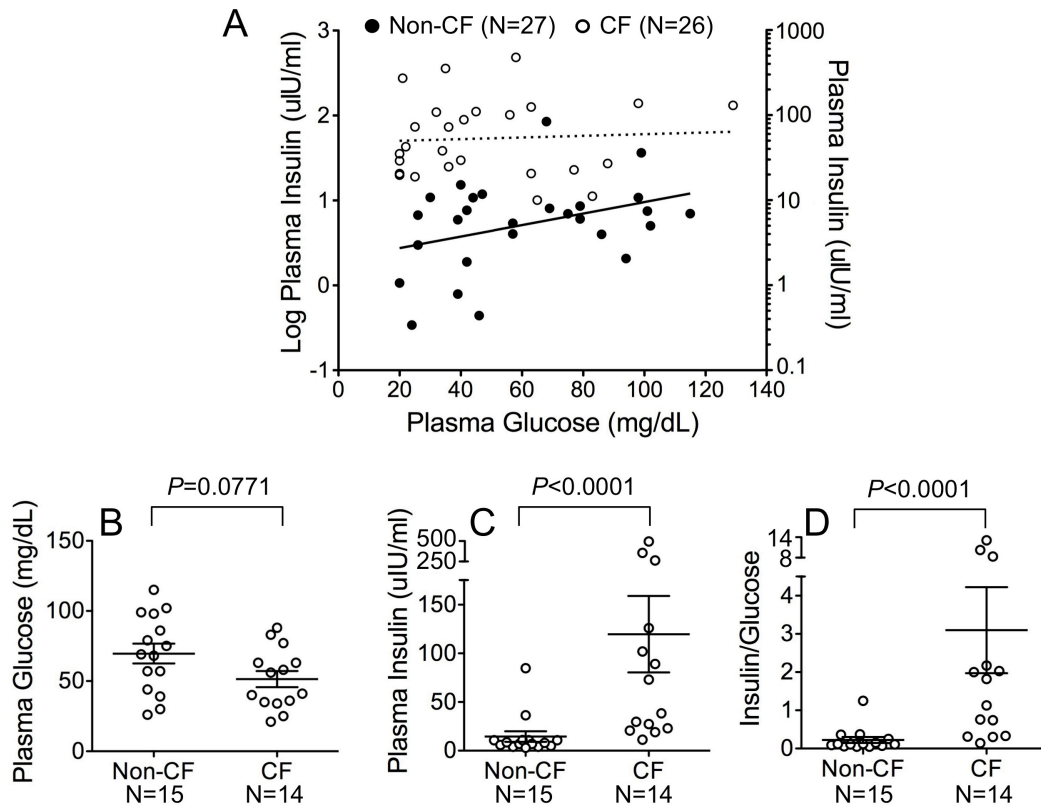 A
Non-CF (N=27)
CF (N=26)
Log Plasma Insulin (uIU/ml)
3
2
1
0
-1
Plasma Insulin (uIU/ml)
1000
100
10
1
0.1
0
20
40
60
80
100
120
140
Plasma Glucose (mg/dL)
B
P=0.0771
Plasma Glucose (mg/dL)
150
100
50
0
Non-CF
N=15
CF
N=14
C
P<0.0001
Plasma Insulin (uIU/ml)
500
250
150
100
50
0
Non-CF
N=15
CF
N=14
D
P<0.0001
Insulin/Glucose
14
8
4
3
2
1
0
Non-CF
N=15
CF
N=14